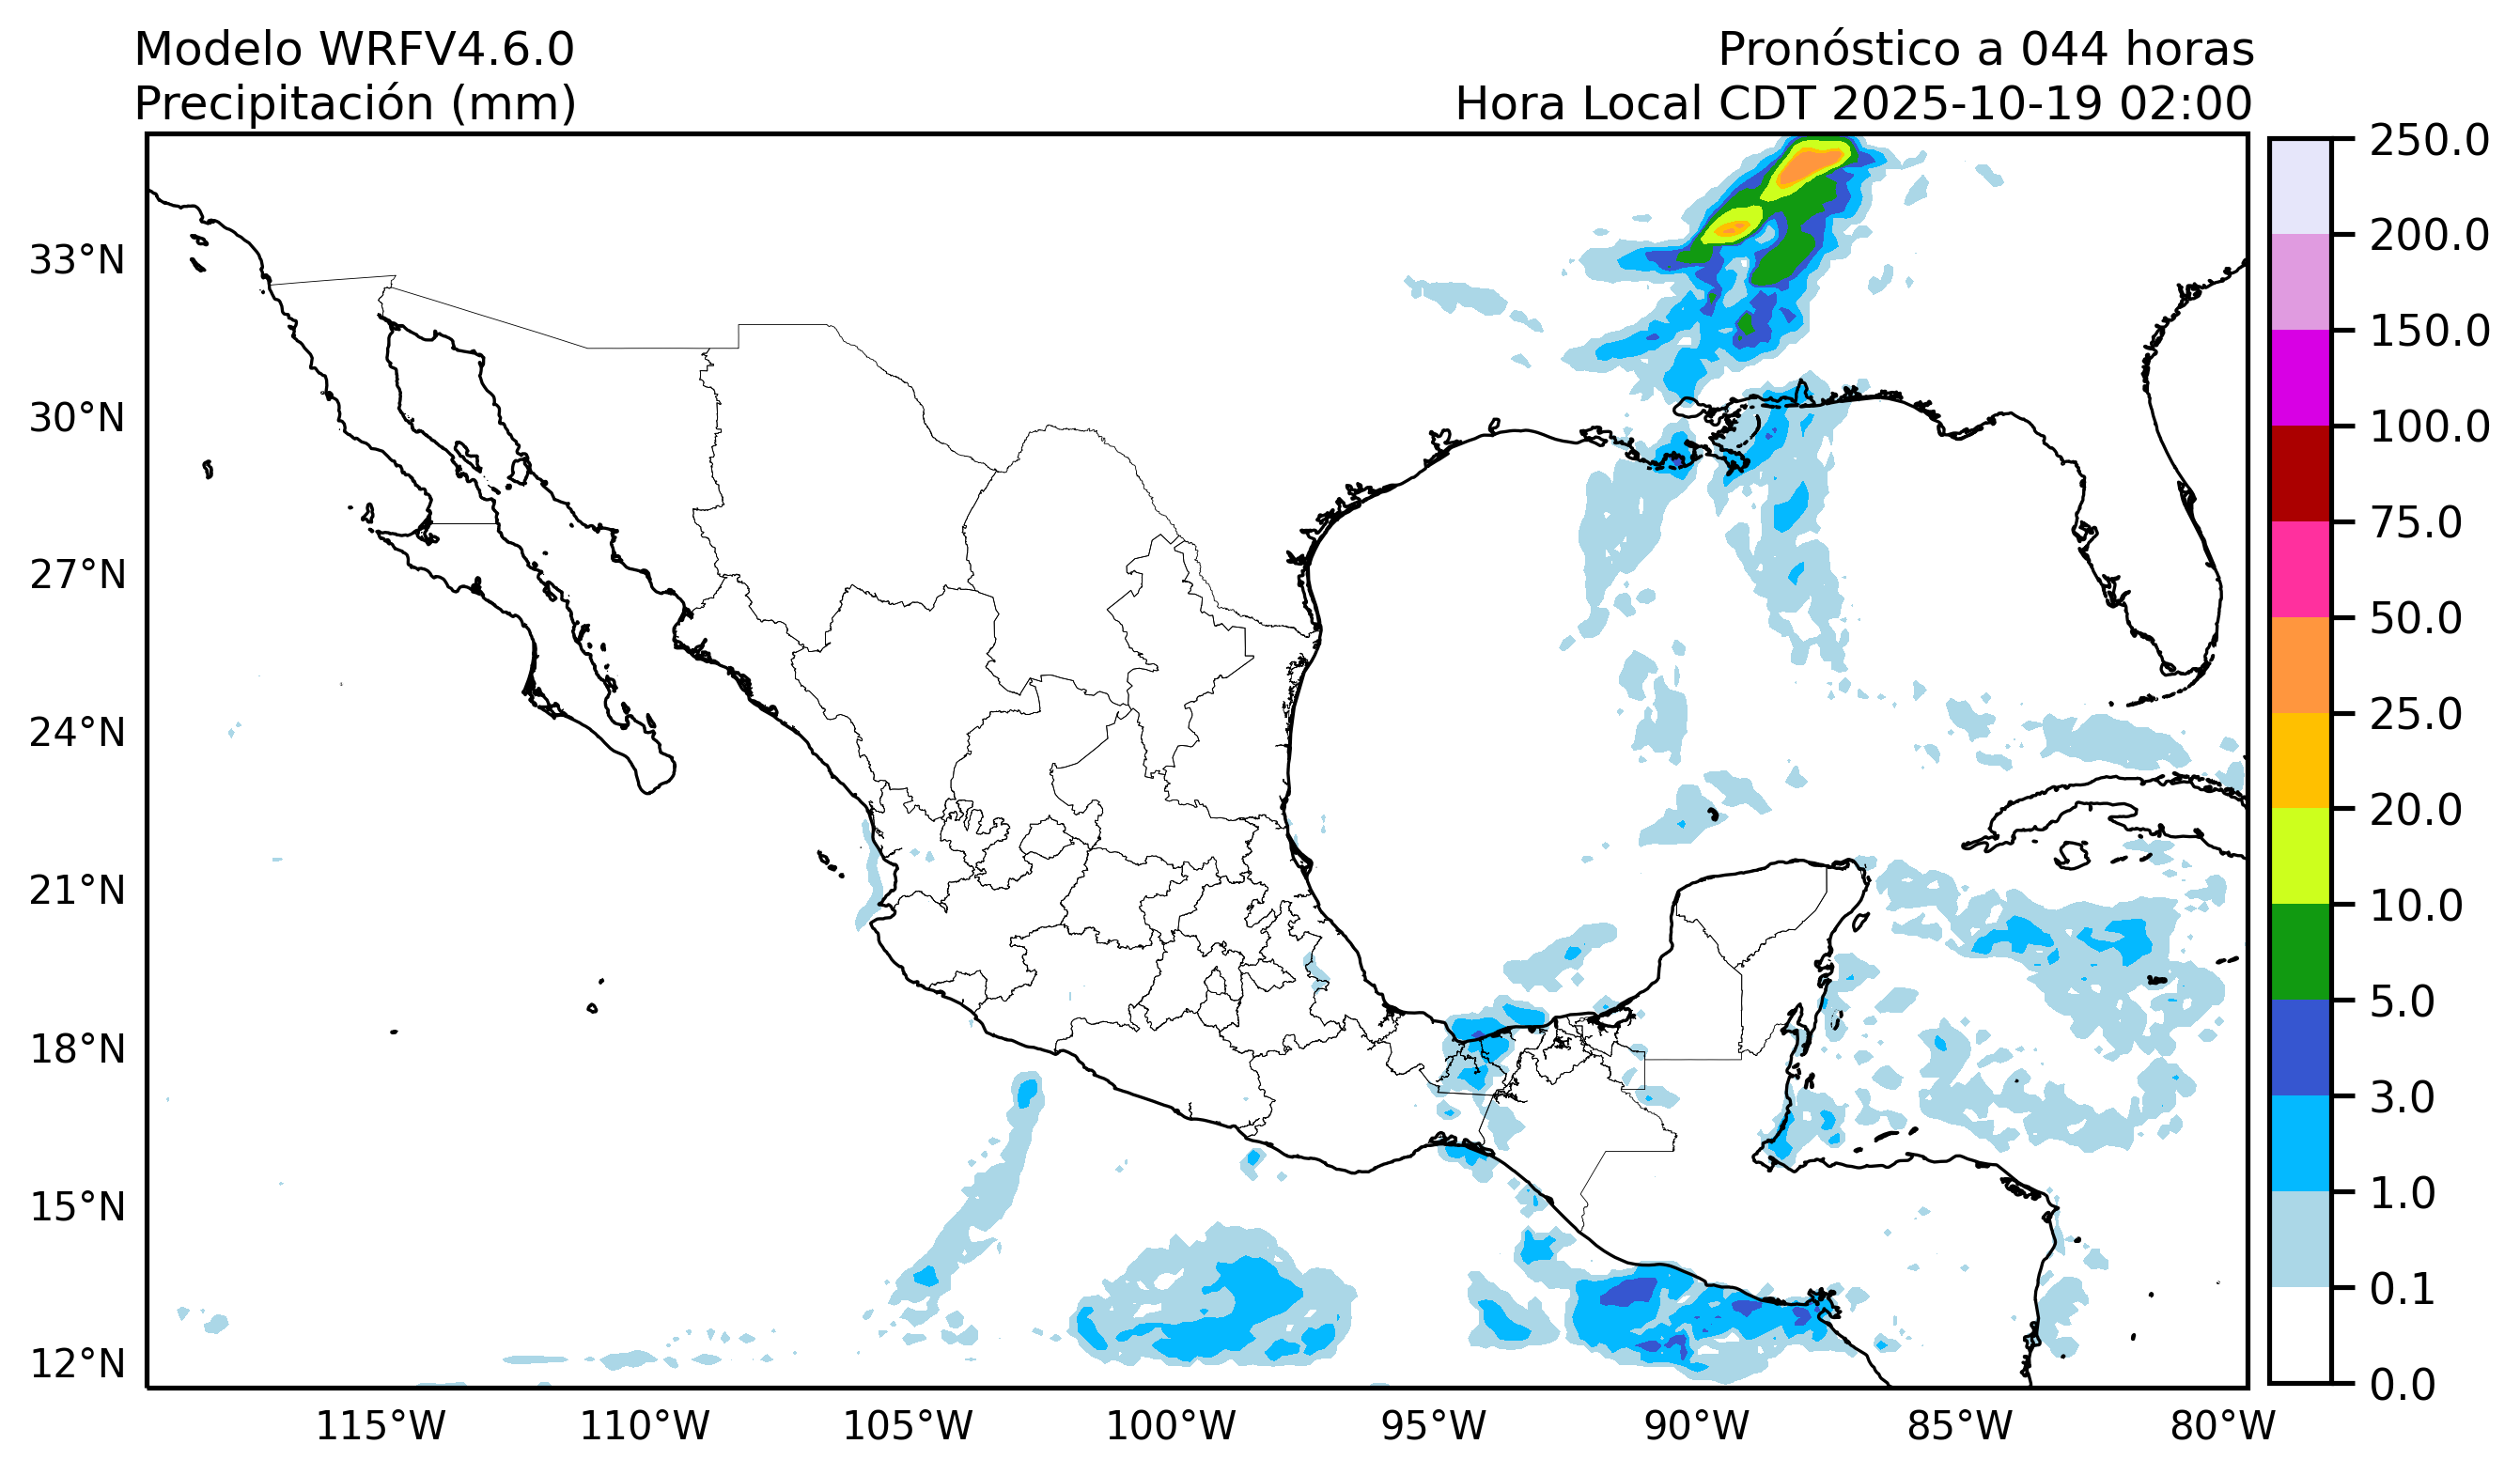 Modelo WRFV4.6.0
Precipitación (mm)
Pronóstico a 044 horas
Hora Local CDT 2025-10-19 02:00
33°N
30°N
27°N
24°N
21°N
18°N
15°N
12°N
115°W
110°W
105°W
100°W
95°W
90°W
85°W
80°W
250.0
200.0
150.0
100.0
75.0
50.0
25.0
20.0
10.0
5.0
3.0
1.0
0.1
0.0